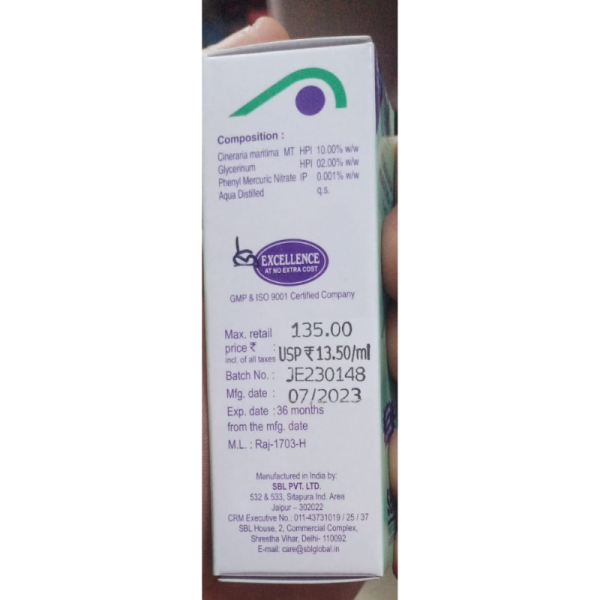 Composition :
Cineraria maritima MT HPI 10.00% w/w
Glycerinum HPI 02.00% w/w
Phenyl Mercuric Nitrate IP 0.001% w/w
Aqua Distilled q.s.
EXCELLENCE
AT NO EXTRA COST
GMP & ISO 9001 Certified Company
Max. retail 135.00
price ₹ :
incl. of all taxes USP ₹ 13.50/ml
Batch No. : JE230148
Mfg. date : 07/2023
Exp. date : 36 months
from the mfg. date
M.L. : Raj-1703-H
Manufactured in India by:
SBL PVT. LTD.
532 & 533, Sitapura Ind. Area
Jaipur – 302022
CRM Executive No.: 011-43731019 / 25 / 37
SBL House, 2, Commercial Complex,
Shrestha Vihar, Delhi- 110092
E-mail: care@sblglobal.in